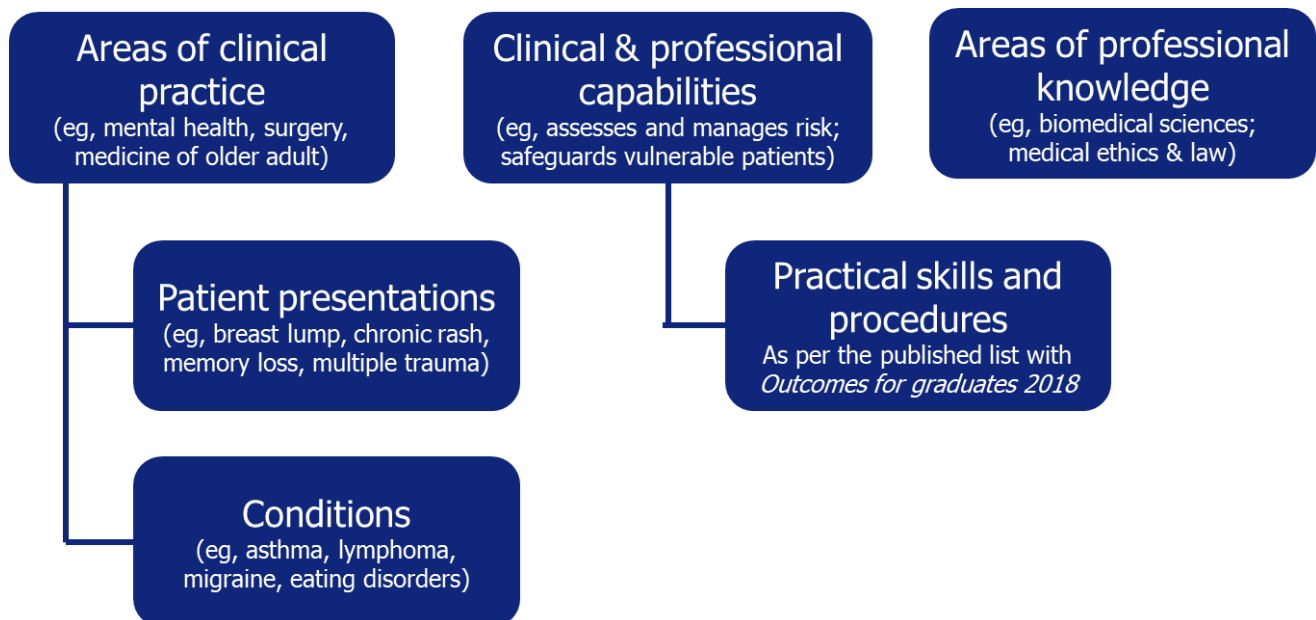 Areas of clinical
practice
(eg, mental health, surgery,
medicine of older adult)
Clinical & professional
capabilities
(eg, assesses and manages risk;
safeguards vulnerable patients)
Areas of professional
knowledge
(eg, biomedical sciences;
medical ethics & law)
Patient presentations
(eg, breast lump, chronic rash,
memory loss, multiple trauma)
Practical skills and
procedures
As per the published list with
Outcomes for graduates 2018
Conditions
(eg, asthma, lymphoma,
migraine, eating disorders)